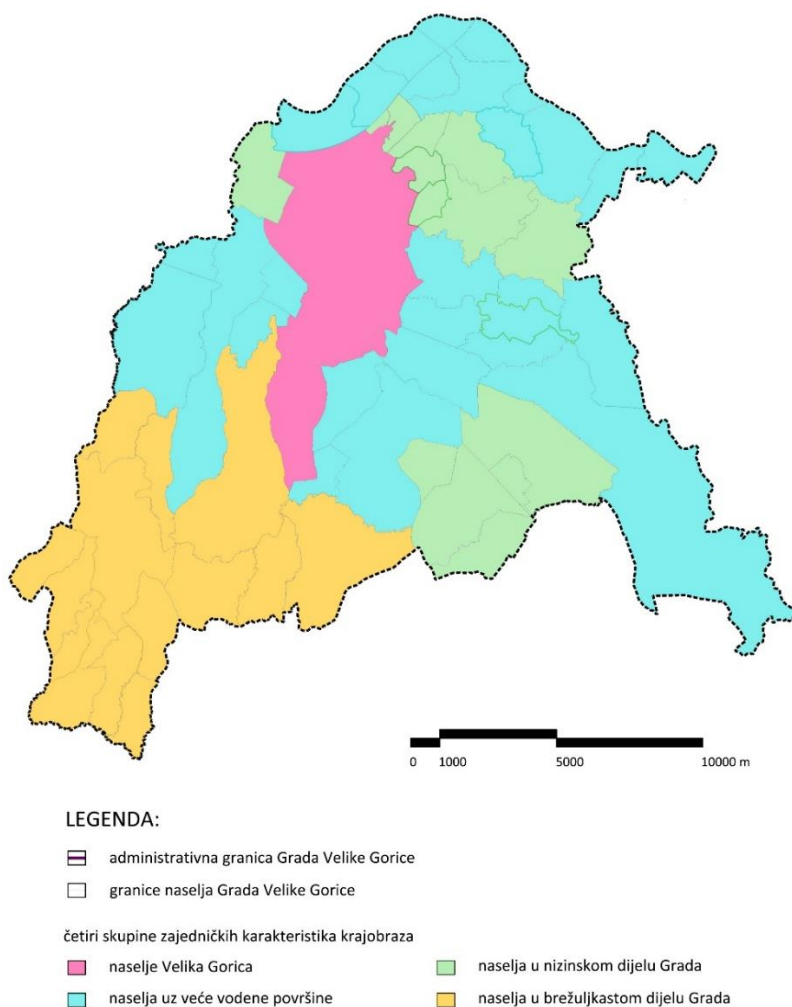 0 1000 5000 10000 m
LEGENDA:
administrativna granica Grada Velike Gorice
granice naselja Grada Velike Gorice
četiri skupine zajedničkih karakteristika krajobraza
naselje Velika Gorica
naselja u nizinskom dijelu Grada
naselja uz veće vodene površine
naselja u brežuljkastom dijelu Grada